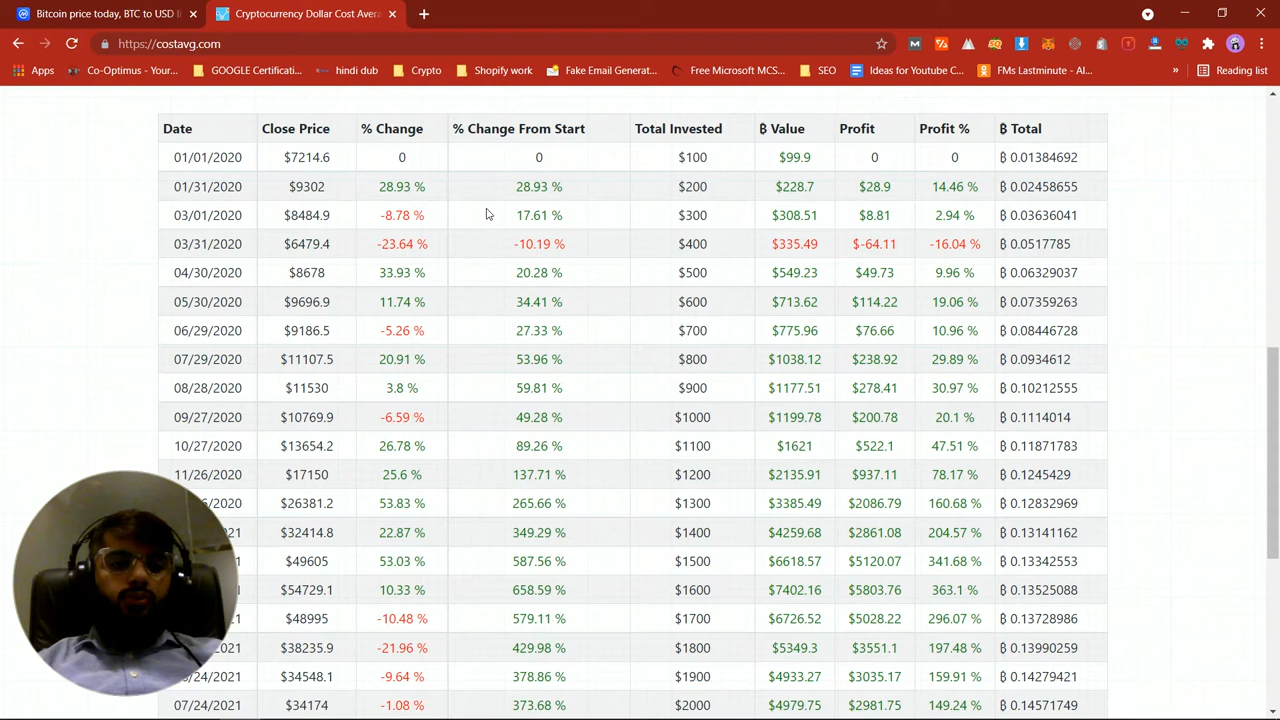 Bitcoin price today, BTC to USD l
Cryptocurrency Dollar Cost Avera
https://costavg.com
Apps
Co-Optimus - Your...
GOOGLE Certificati...
hindi dub
Crypto
Shopify work
Fake Email Generat...
Free Microsoft MCS...
SEO
Ideas for Youtube C...
FMs Lastminute - Al...
»
Reading list
Date Close Price % Change % Change From Start Total Invested ฿ Value Profit Profit % ฿ Total
01/01/2020 $7214.6 0 0 $100 $99.9 0 0 ฿ 0.01384692
01/31/2020 $9302 28.93 % 28.93 % $200 $228.7 $28.9 14.46 % ฿ 0.02458655
03/01/2020 $8484.9 -8.78 % 17.61 % $300 $308.51 $8.81 2.94 % ฿ 0.03636041
03/31/2020 $6479.4 -23.64 % -10.19 % $400 $335.49 $-64.11 -16.04 % ฿ 0.0517785
04/30/2020 $8678 33.93 % 20.28 % $500 $549.23 $49.73 9.96 % ฿ 0.06329037
05/30/2020 $9696.9 11.74 % 34.41 % $600 $713.62 $114.22 19.06 % ฿ 0.07359263
06/29/2020 $9186.5 -5.26 % 27.33 % $700 $775.96 $76.66 10.96 % ฿ 0.08446728
07/29/2020 $11107.5 20.91 % 53.96 % $800 $1038.12 $238.92 29.89 % ฿ 0.0934612
08/28/2020 $11530 3.8 % 59.81 % $900 $1177.51 $278.41 30.97 % ฿ 0.10212555
09/27/2020 $10769.9 -6.59 % 49.28 % $1000 $1199.78 $200.78 20.1 % ฿ 0.1114014
10/27/2020 $13654.2 26.78 % 89.26 % $1100 $1621 $522.1 47.51 % ฿ 0.11871783
11/26/2020 $17150 25.6 % 137.71 % $1200 $2135.91 $937.11 78.17 % ฿ 0.1245429
6/2020 $26381.2 53.83 % 265.66 % $1300 $3385.49 $2086.79 160.68 % ฿ 0.12832969
2021 $32414.8 22.87 % 349.29 % $1400 $4259.68 $2861.08 204.57 % ฿ 0.13141162
1 $49605 53.03 % 587.56 % $1500 $6618.57 $5120.07 341.68 % ฿ 0.13342553
1 $54729.1 10.33 % 658.59 % $1600 $7402.16 $5803.76 363.1 % ฿ 0.13525088
1 $48995 -10.48 % 579.11 % $1700 $6726.52 $5028.22 296.07 % ฿ 0.13728986
2021 $38235.9 -21.96 % 429.98 % $1800 $5349.3 $3551.1 197.48 % ฿ 0.13990259
/24/2021 $34548.1 -9.64 % 378.86 % $1900 $4933.27 $3035.17 159.91 % ฿ 0.14279421
07/24/2021 $34174 -1.08 % 373.68 % $2000 $4979.75 $2981.75 149.24 % ฿ 0.14571749